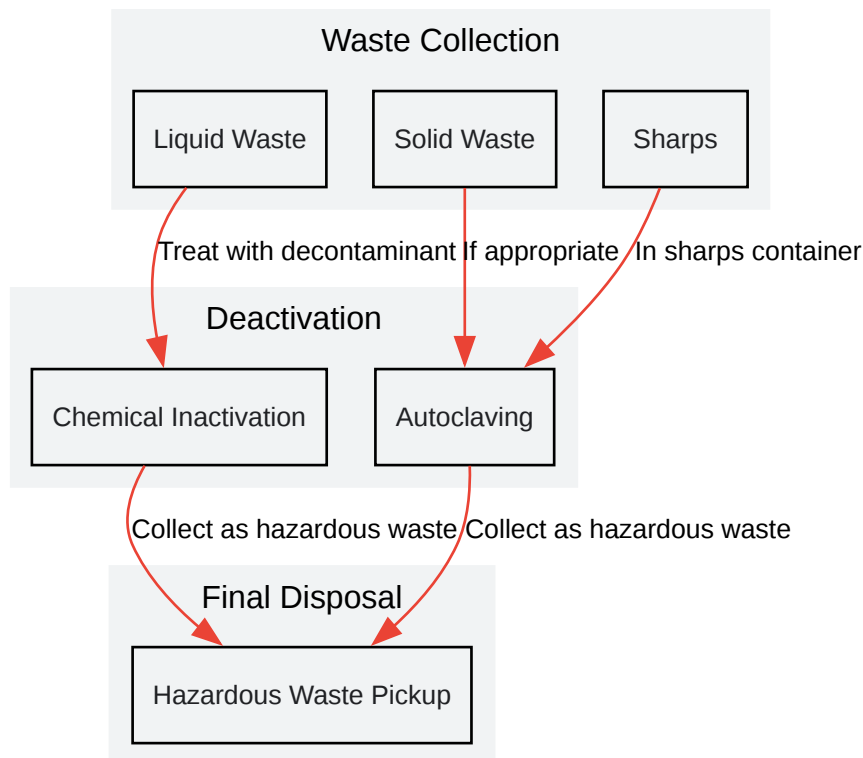 Waste Collection
Liquid Waste
Solid Waste
Sharps
Treat with decontaminant
If appropriate
In sharps container
Deactivation
Chemical Inactivation
Autoclaving
Collect as hazardous waste
Collect as hazardous waste
Final Disposal
Hazardous Waste Pickup